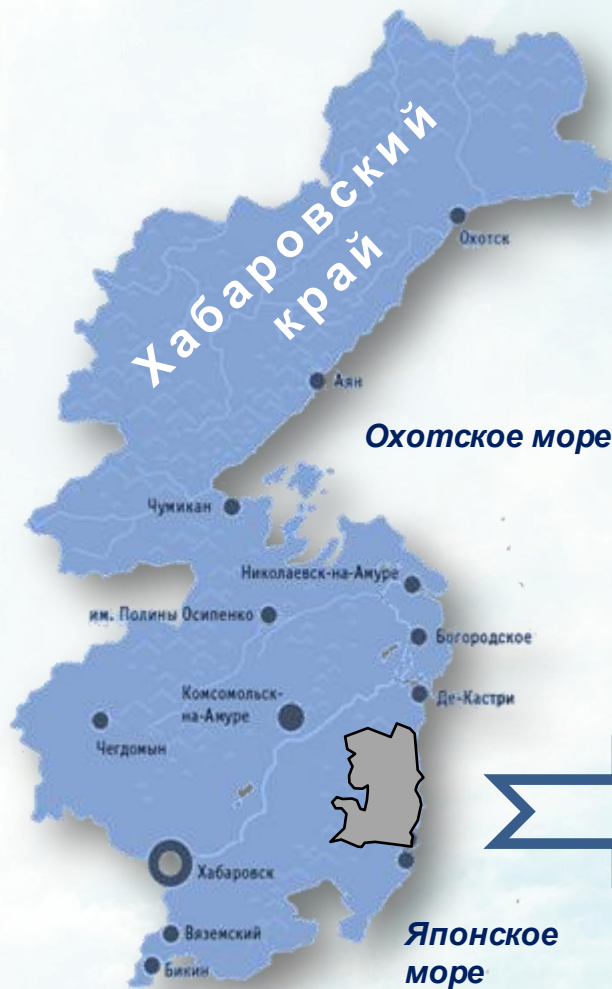 Хабаровский
край
Охотск
Аян
Охотское море
Чумикан
Николаевск-на-Амуре
им. Полины Осипенко
Богородское
Комсомольск-
на-Амуре
Де-Кастри
Чегдомын
Хабаровск
Вяземский
Японское
море
Бикин